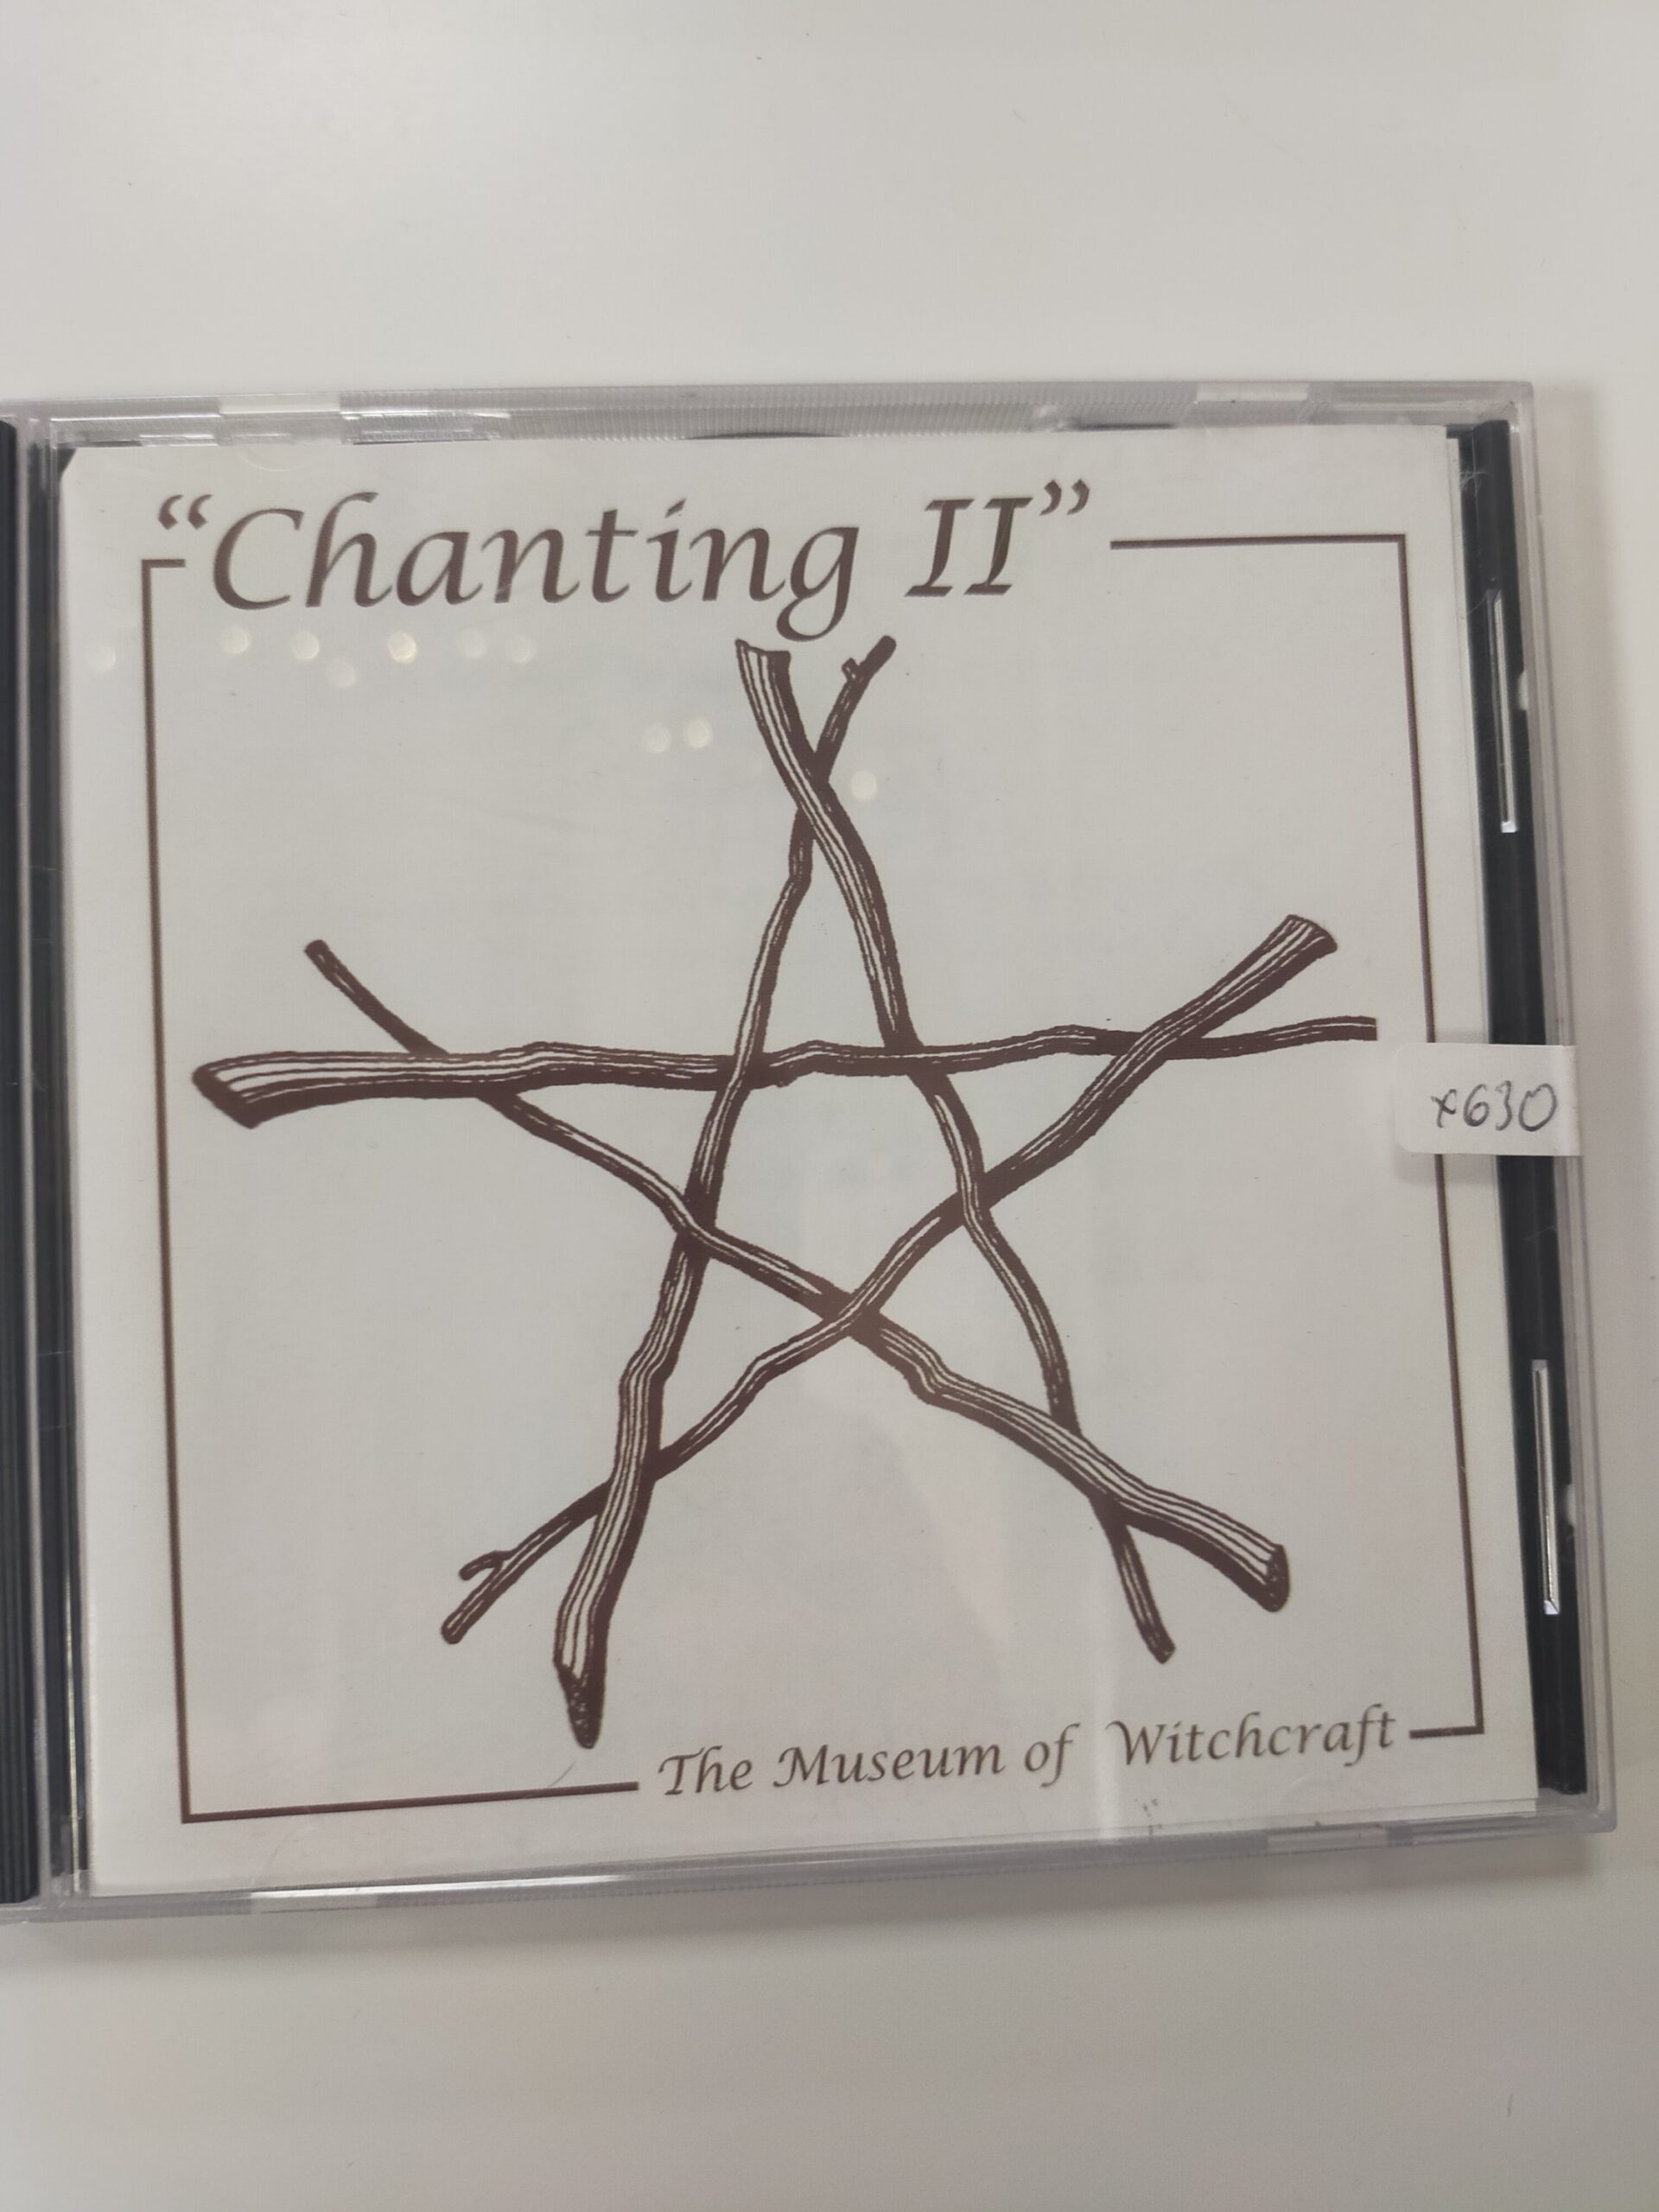 “Chanting II”
x630
The Museum of Witchcraft